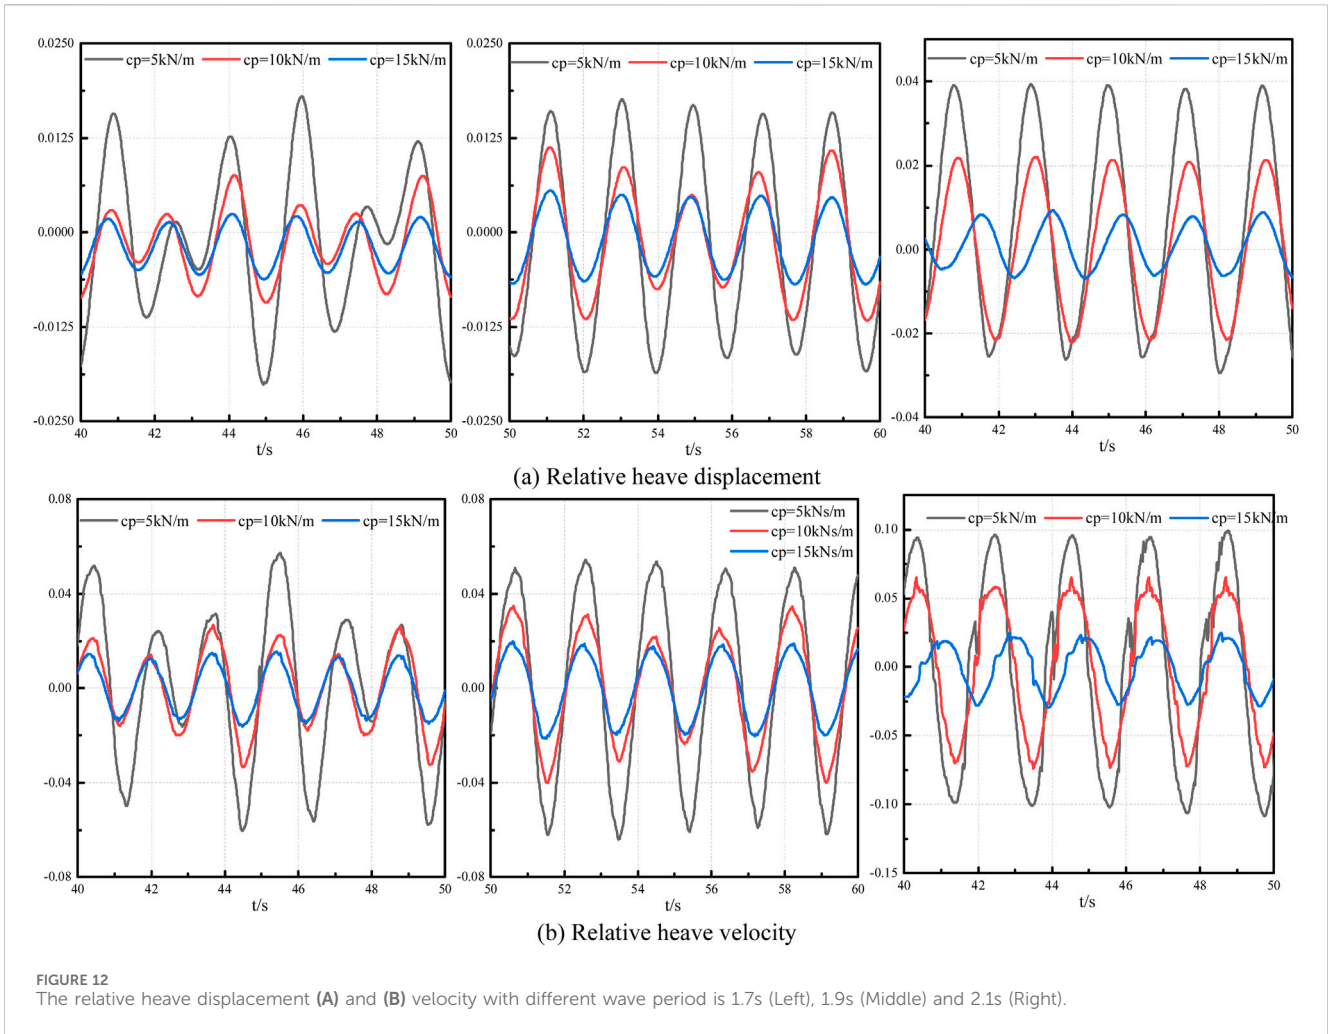 cp=5kN/m cp=10kN/m cp=15kN/m
0.0250
0.0125
0.0000
-0.0125
-0.0250
40 42 44 46 48 50
t/s
cp=5kN/m cp=10kN/m cp=15kN/m
0.0250
0.0125
0.0000
-0.0125
-0.0250
50 52 54 56 58 60
t/s
cp=5kN/m cp=10kN/m cp=15kN/m
0.04
0.02
0.00
-0.02
-0.04
40 42 44 46 48 50
t/s
(a) Relative heave displacement
cp=5kN/m cp=10kN/m cp=15kN/m
0.08
0.04
0.00
-0.04
-0.08
40 42 44 46 48 50
t/s
cp=5kNs/m
cp=10kNs/m
cp=15kNs/m
0.08
0.04
0.00
-0.04
-0.08
50 52 54 56 58 60
t/s
cp=5kN/m cp=10kN/m cp=15kN/m
0.10
0.05
0.00
-0.05
-0.10
-0.15
40 42 44 46 48 50
t/s
(b) Relative heave velocity
FIGURE 12
The relative heave displacement (A) and (B) velocity with different wave period is 1.7s (Left), 1.9s (Middle) and 2.1s (Right).